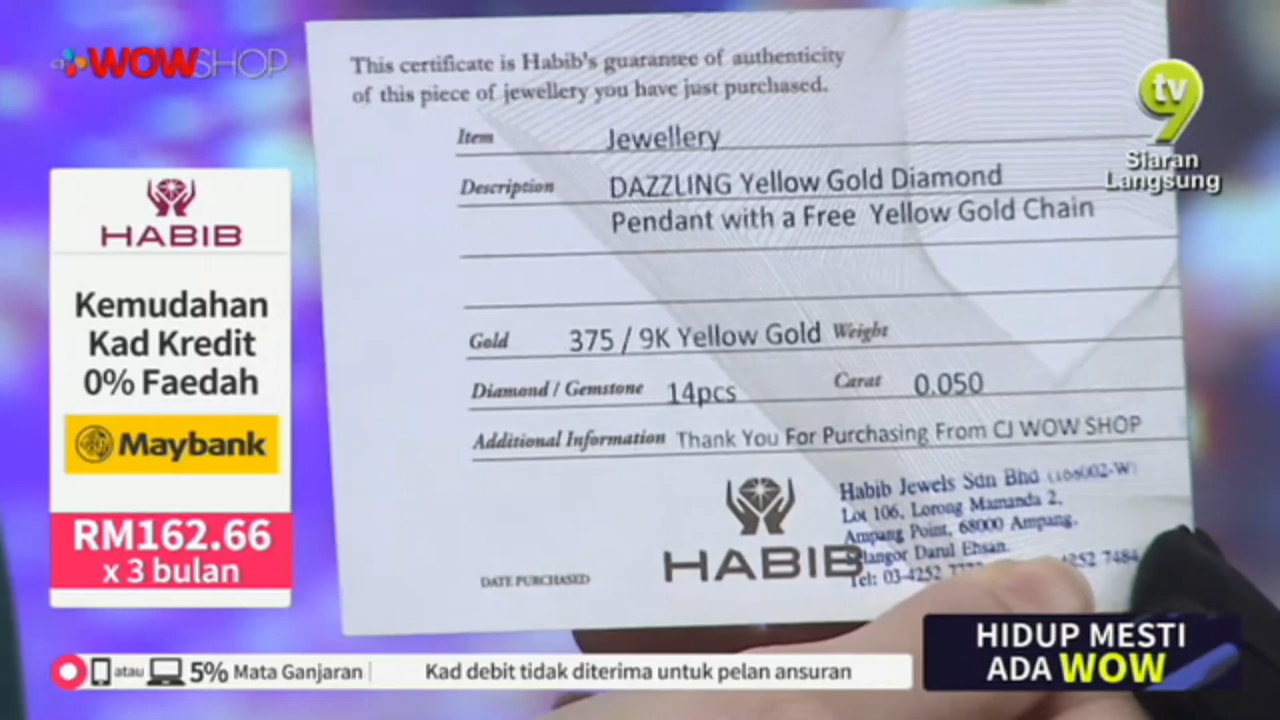 WOWSHOP
tv9
Siaran
Langsung
This certificate is Habib's guarantee of authenticity
of this piece of jewellery you have just purchased.
Item Jewellery
Description DAZZLING Yellow Gold Diamond
Pendant with a Free Yellow Gold Chain
Gold 375 / 9K Yellow Gold Weight
Diamond / Gemstone 14pcs Carat 0.050
Additional Information Thank You For Purchasing From CJ WOW SHOP
HABIB
DATE PURCHASED
Habib Jewels Sdn Bhd
Lot 106, Lorong Mamanda 2,
Ampang Point, 68000 Ampang,
Darul Ehsan.
Tel: 03-4252 4252 7484
HABIB
Kemudahan
Kad Kredit
0% Faedah
Maybank
RM162.66
x 3 bulan
atau 5% Mata Ganjaran
Kad debit tidak diterima untuk pelan ansuran
HIDUP MESTI
ADA WOW